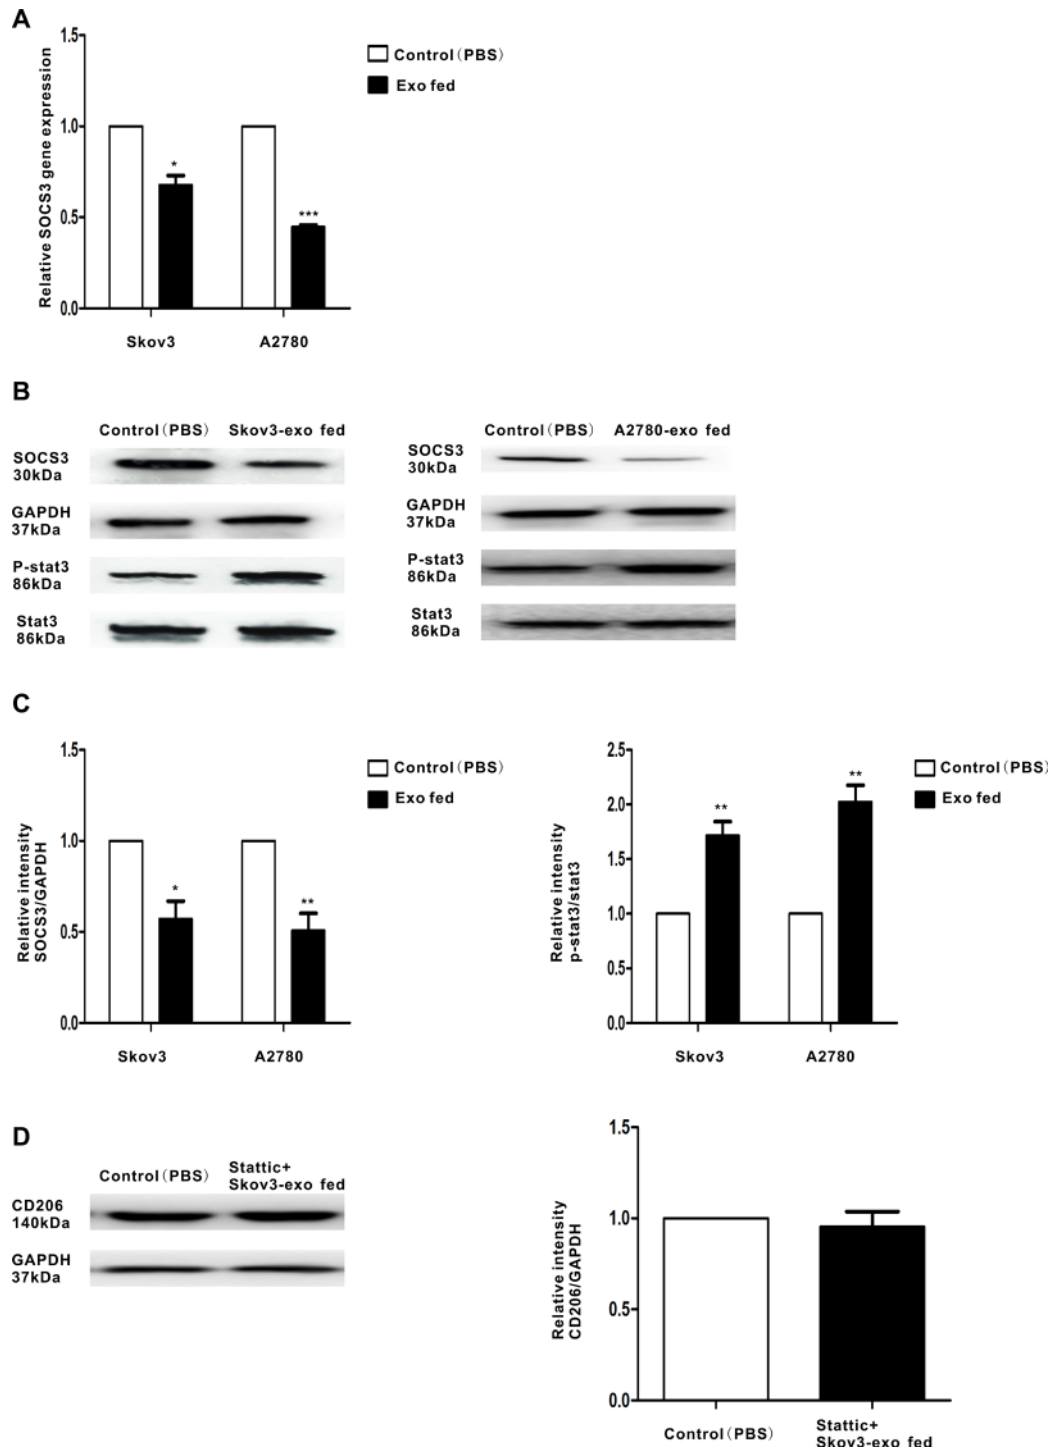 A
Relative SOCS3 gene expression
1.5
1.0
0.5
0.0
*
***
Skov3
A2780
Control(PBS)
Exo fed
B
Control(PBS)
Skov3-exo fed
SOCS3
30kDa
GAPDH
37kDa
P-stat3
86kDa
Stat3
86kDa
Control(PBS)
A2780-exo fed
SOCS3
30kDa
GAPDH
37kDa
P-stat3
86kDa
Stat3
86kDa
C
Relative intensity
SOCS3/GAPDH
1.5
1.0
0.5
0.0
*
**
Skov3
A2780
Control(PBS)
Exo fed
Relative intensity
p-stat3/stat3
2.5
2.0
1.5
1.0
0.5
0.0
**
**
Skov3
A2780
Control(PBS)
Exo fed
D
Control(PBS)
Stattic+
Skov3-exo fed
CD206
140kDa
GAPDH
37kDa
Relative intensity
CD206/GAPDH
1.5
1.0
0.5
0.0
Control(PBS)
Stattic+
Skov3-exo fed